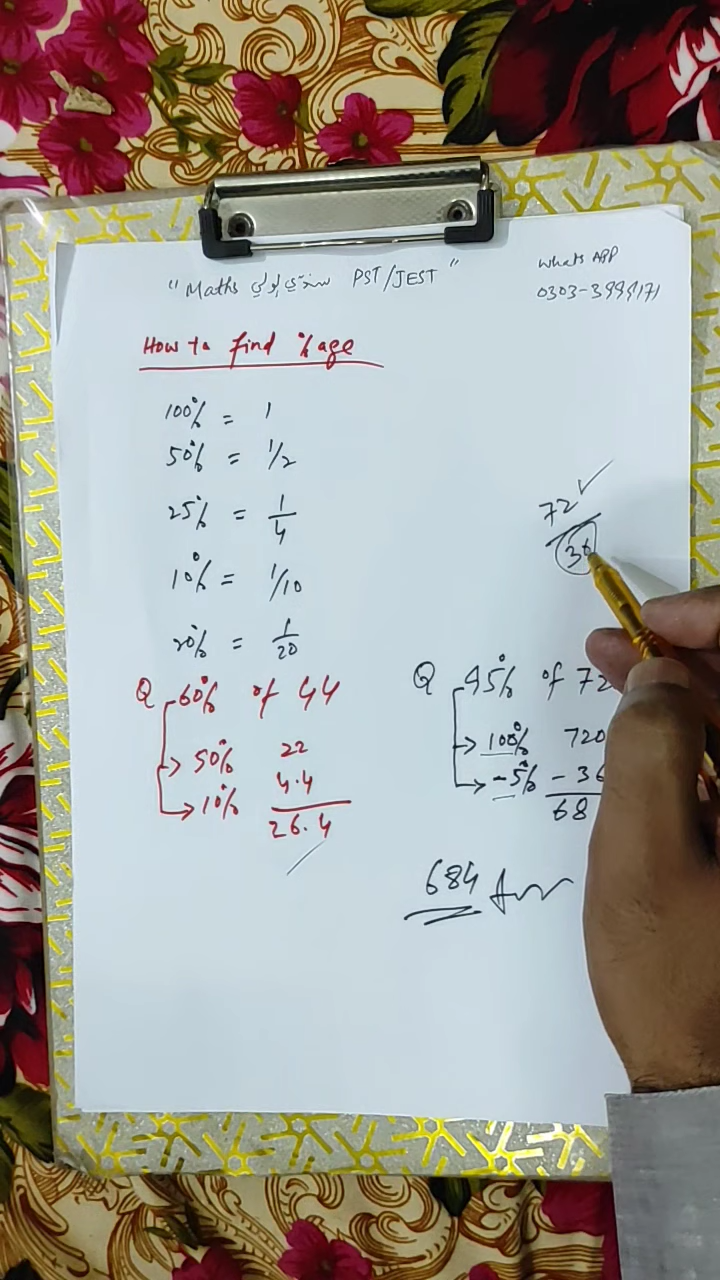 "Maths سنڌي ٻولي PST/JEST"
Whats APP
How to find %age
100% = 1
50% = 1/2
25% = 1/4
10% = 1/10
20% = 1/20
72
36
Q 60% of 44
50% 22
10% 4.4
26.4
Q 95% of 72
100% 720
-5% - 36
68
684 Ans